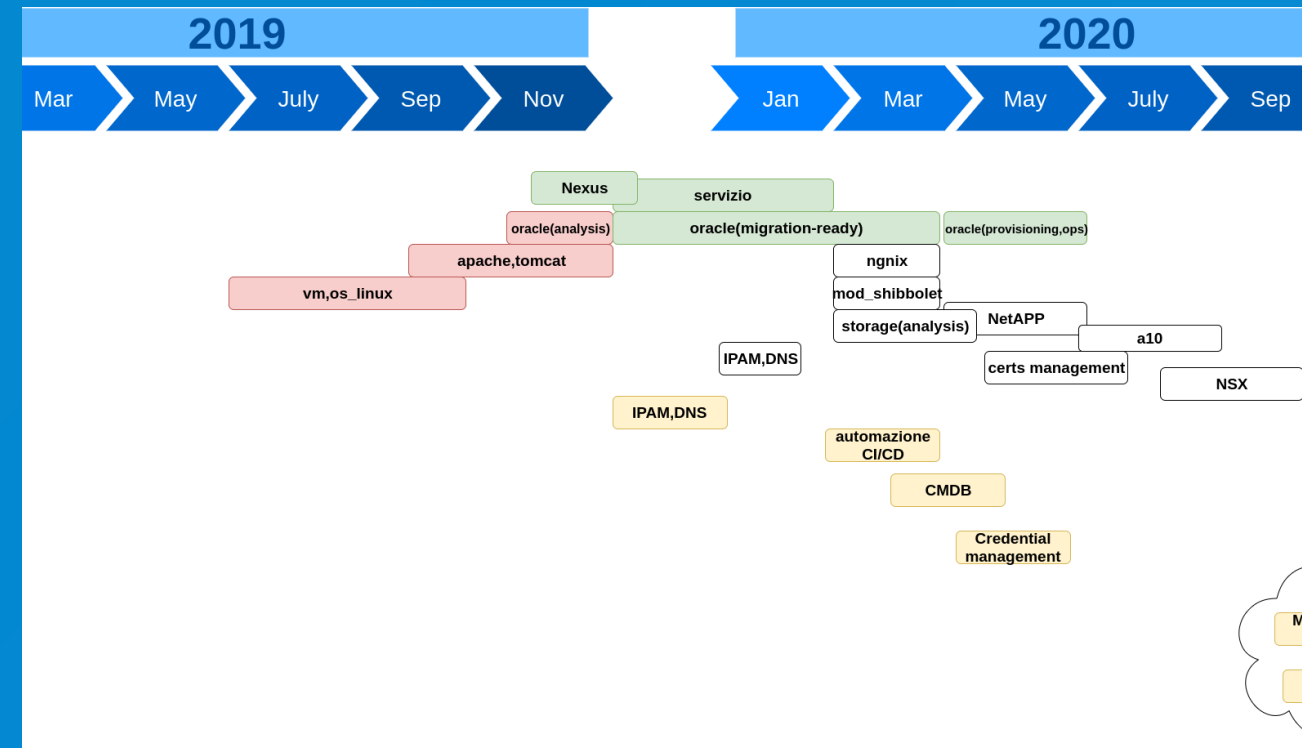 2019
2020
Mar
May
July
Sep
Nov
Jan
Mar
May
July
Sep
Nexus
servizio
oracle(analysis)
oracle(migration-ready)
oracle(provisioning,ops)
apache,tomcat
ngnix
vm,os_linux
mod_shibbolet
NetAPP
storage(analysis)
a10
IPAM,DNS
certs management
NSX
IPAM,DNS
automazione
CI/CD
CMDB
Credential
management